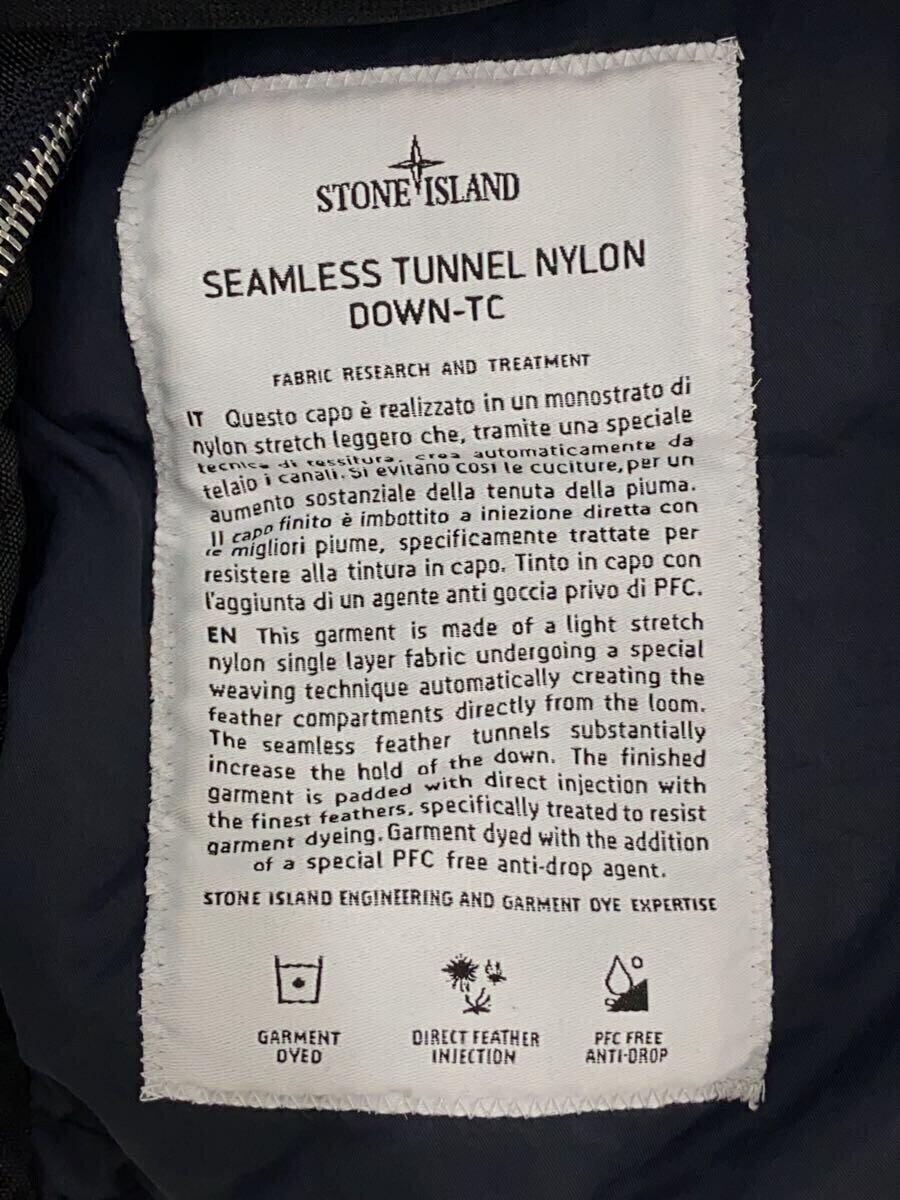 STONE ISLAND
SEAMLESS TUNNEL NYLON
DOWN-TC
FABRIC RESEARCH AND TREATMENT
IT Questo capo è realizzato in un monostrato di
nylon stretch leggero che, tramite una speciale
tecnica di tessitura, crea automaticamente da
telaio i canali. Si evitano così le cuciture, per un
aumento sostanziale della tenuta della piuma.
Il capo finito è imbottito a iniezione diretta con
le migliori piume, specificamente trattate per
resistere alla tintura in capo. Tinto in capo con
l'aggiunta di un agente anti goccia privo di PFC.
EN This garment is made of a light stretch
nylon single layer fabric undergoing a special
weaving technique automatically creating the
feather compartments directly from the loom.
The seamless feather tunnels substantially
increase the hold of the down. The finished
garment is padded with direct injection with
the finest feathers, specifically treated to resist
garment dyeing. Garment dyed with the addition
of a special PFC free anti-drop agent.
STONE ISLAND ENGINEERING AND GARMENT DYE EXPERTISE
GARMENT
DYED
DIRECT FEATHER
INJECTION
PFC FREE
ANTI-DROP